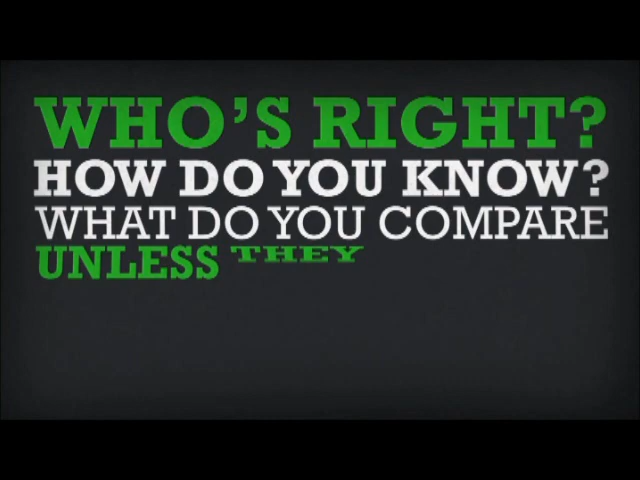 WHO'S RIGHT?
HOW DO YOU KNOW?
WHAT DO YOU COMPARE
UNLESS THEY